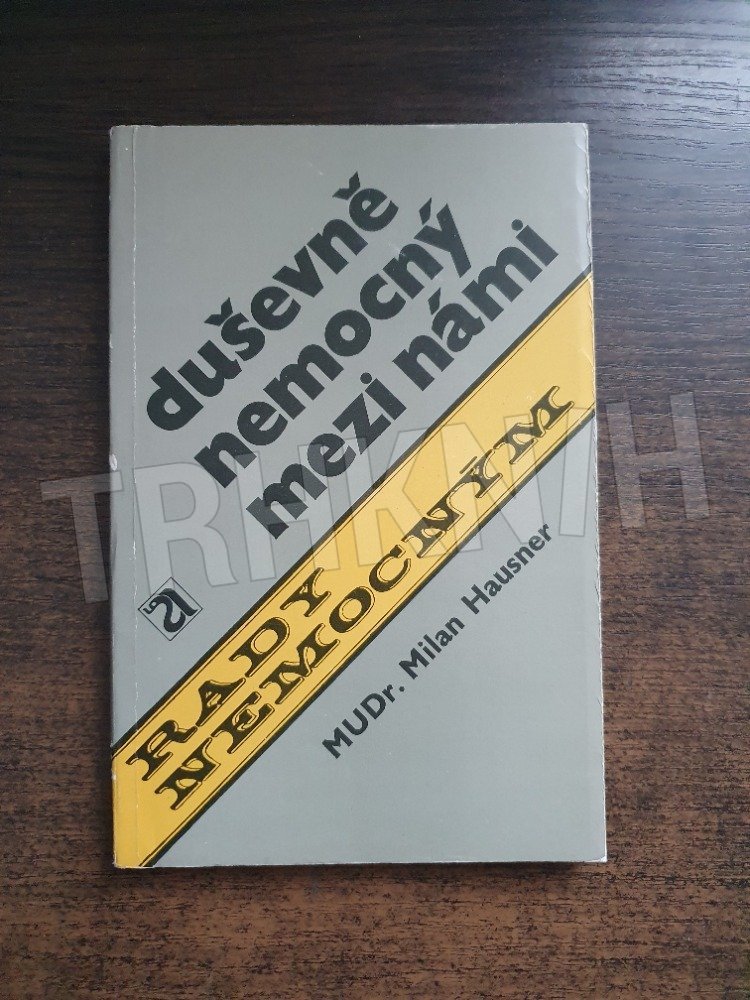 duševně
nemocný
mezi námi
RADY
NEMOCNÝM
MUDr. Milan Hausner
TRHKNIH